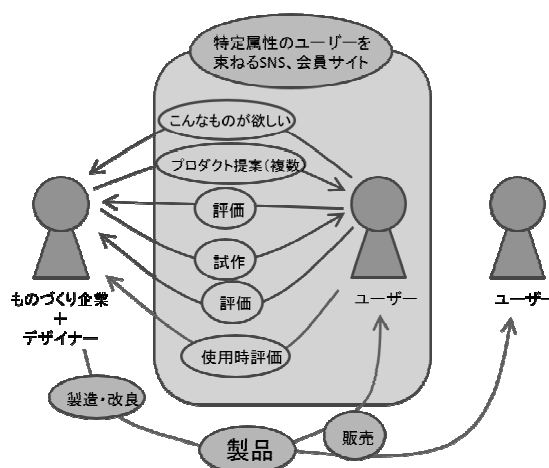 特定属性のユーザーを
束ねるSNS、会員サイト
こんなものが欲しい
プロダクト提案(複数
評価
試作
評価
使用時評価
ものづくり企業
+
デザイナー
ユーザー
ユーザー
製造・改良
製品
販売